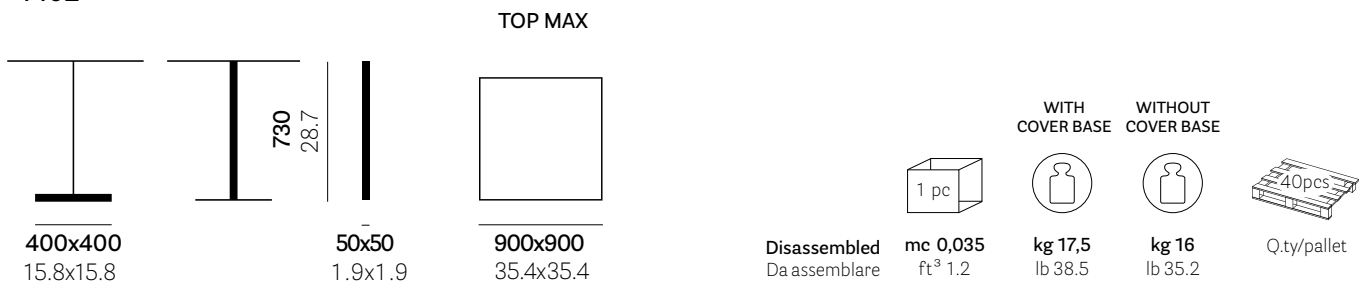 TOP MAX
730
28.7
400x400
15.8x15.8
50x50
1.9x1.9
900x900
35.4x35.4
WITH
COVER BASE
WITHOUT
COVER BASE
1 pc
40pcs
Disassembled
Da assemblare
mc 0,035
ft³ 1.2
kg 17,5
lb 38.5
kg 16
lb 35.2
Q.ty/pallet